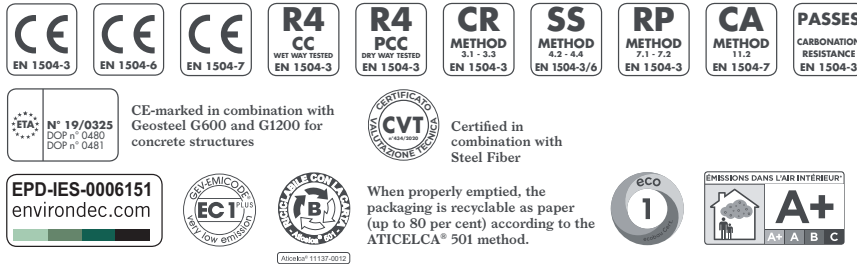 CE
EN 1504-3
CE
EN 1504-6
CE
EN 1504-7
R4
CC
WET WAY TESTED
EN 1504-3
R4
PCC
DRY WAY TESTED
EN 1504-3
CR
METHOD
3.1 - 3.3
EN 1504-3
SS
METHOD
4.2 - 4.4
EN 1504-3/6
RP
METHOD
7.1 - 7.2
EN 1504-3
CA
METHOD
11.2
EN 1504-7
PASSES
CARBONATION
RESISTANCE
EN 1504-3
ETA
N° 19/0325
DOP n° 0480
DOP n° 0481
CE-marked in combination with
Geosteel G600 and G1200 for
concrete structures
CERTIFICATO
CVT
n°434/2020
VALUTAZIONE TECNICA
Certified in
combination with
Steel Fiber
EPD-IES-0006151
environdec.com
GEV-EMICODE®
EC 1 PLUS
very low emission
RICICLABILE CON LA CARTA
B
Aticelca® 501
Aticelca® 11137-0012
When properly emptied, the
packaging is recyclable as paper
(up to 80 per cent) according to the
ATICELCA® 501 method.
eco
1
ÉMISSIONS DANS L'AIR INTÉRIEUR*
A+
A+ A B C